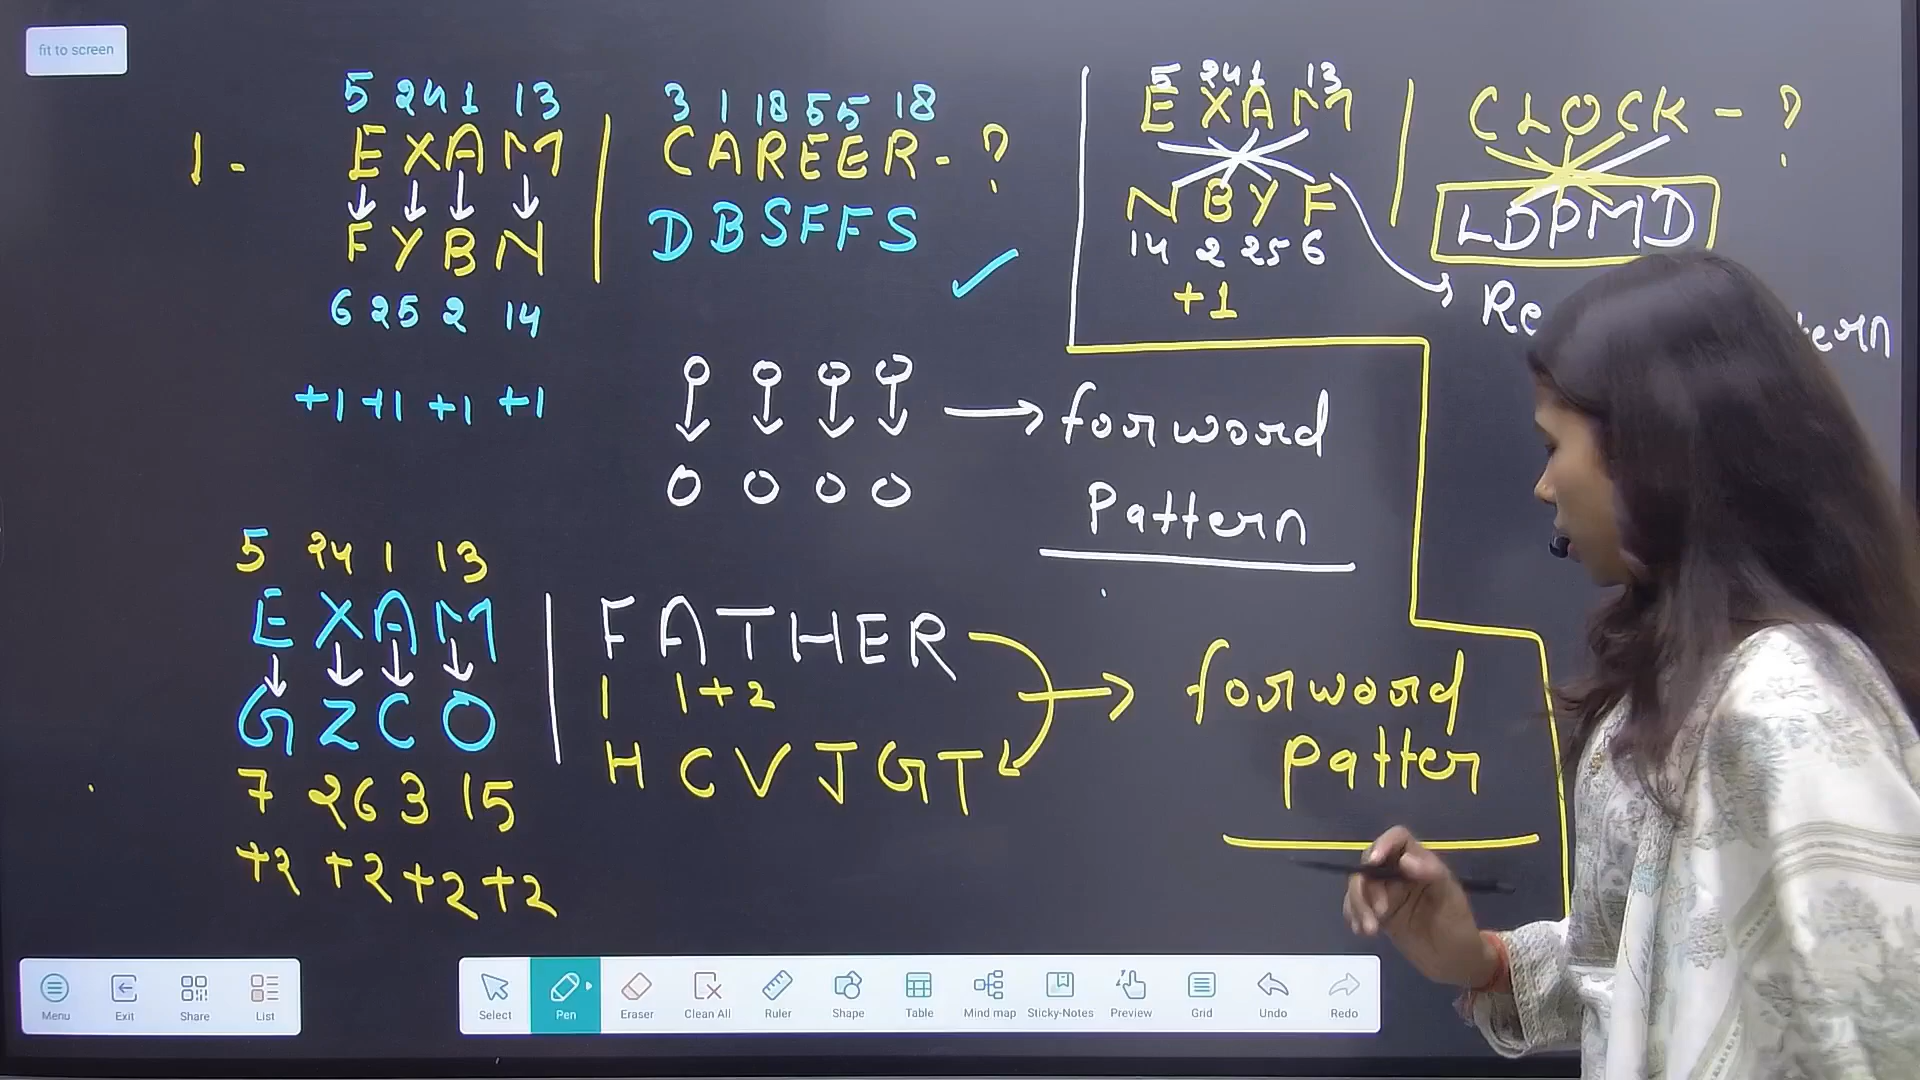 fit to screen
5 24 1 13
1 - EXAM
FYBN
6 25 2 14
+1 +1 +1 +1
3 1 18 5 5 18
CAREER - ?
DBSFFS
5 24 1 13
EXAM
NBYF
14 2 25 6
+1
CLOCK - ?
LDPMD
forword
Pattern
5 24 1 13
EXAM
GZCO
7 26 3 15
+2 +2 +2 +2
FATHER
1 1+2
HCVJGT
forword
Patter
Menu
Exit
Share
List
Select
Pen
Eraser
Clean All
Ruler
Shape
Table
Mind map
Sticky-Notes
Preview
Grid
Undo
Redo